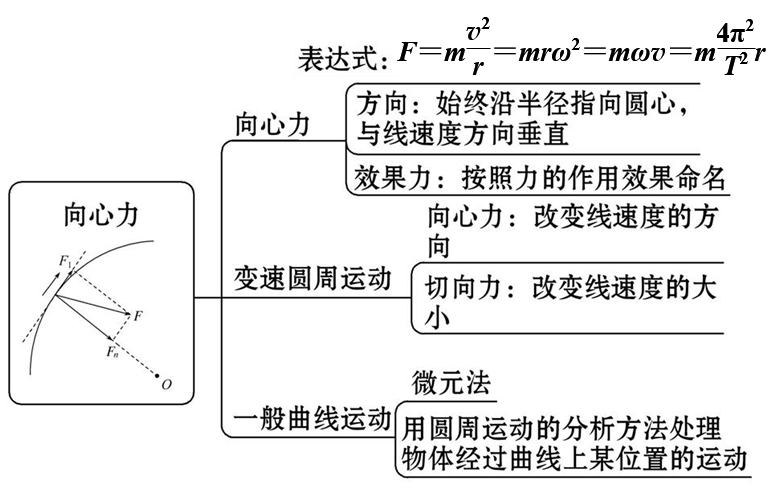 表达式：F＝m\frac{v²}{r}＝mrω²＝mωv＝m\frac{4π²}{T²}r
向心力
方向：始终沿半径指向圆心，
与线速度方向垂直
效果力：按照力的作用效果命名
向心力
F₁
F
Fₙ
O
变速圆周运动
向心力：改变线速度的方
向
切向力：改变线速度的大
小
一般曲线运动
微元法
用圆周运动的分析方法处理
物体经过曲线上某位置的运动